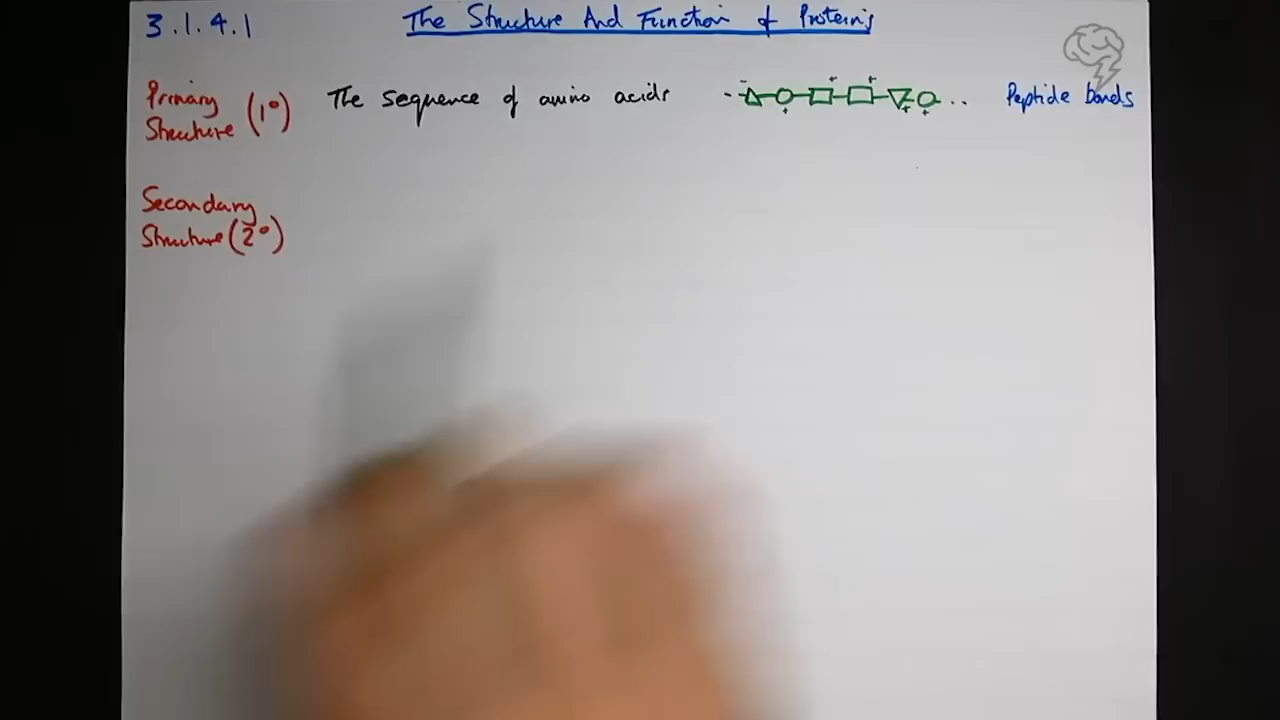 3.1.4.1 The Structure And Function of Proteins
Primary
Structure (1°)
The sequence of amino acids
Peptide bonds
Secondary
Structure (2°)